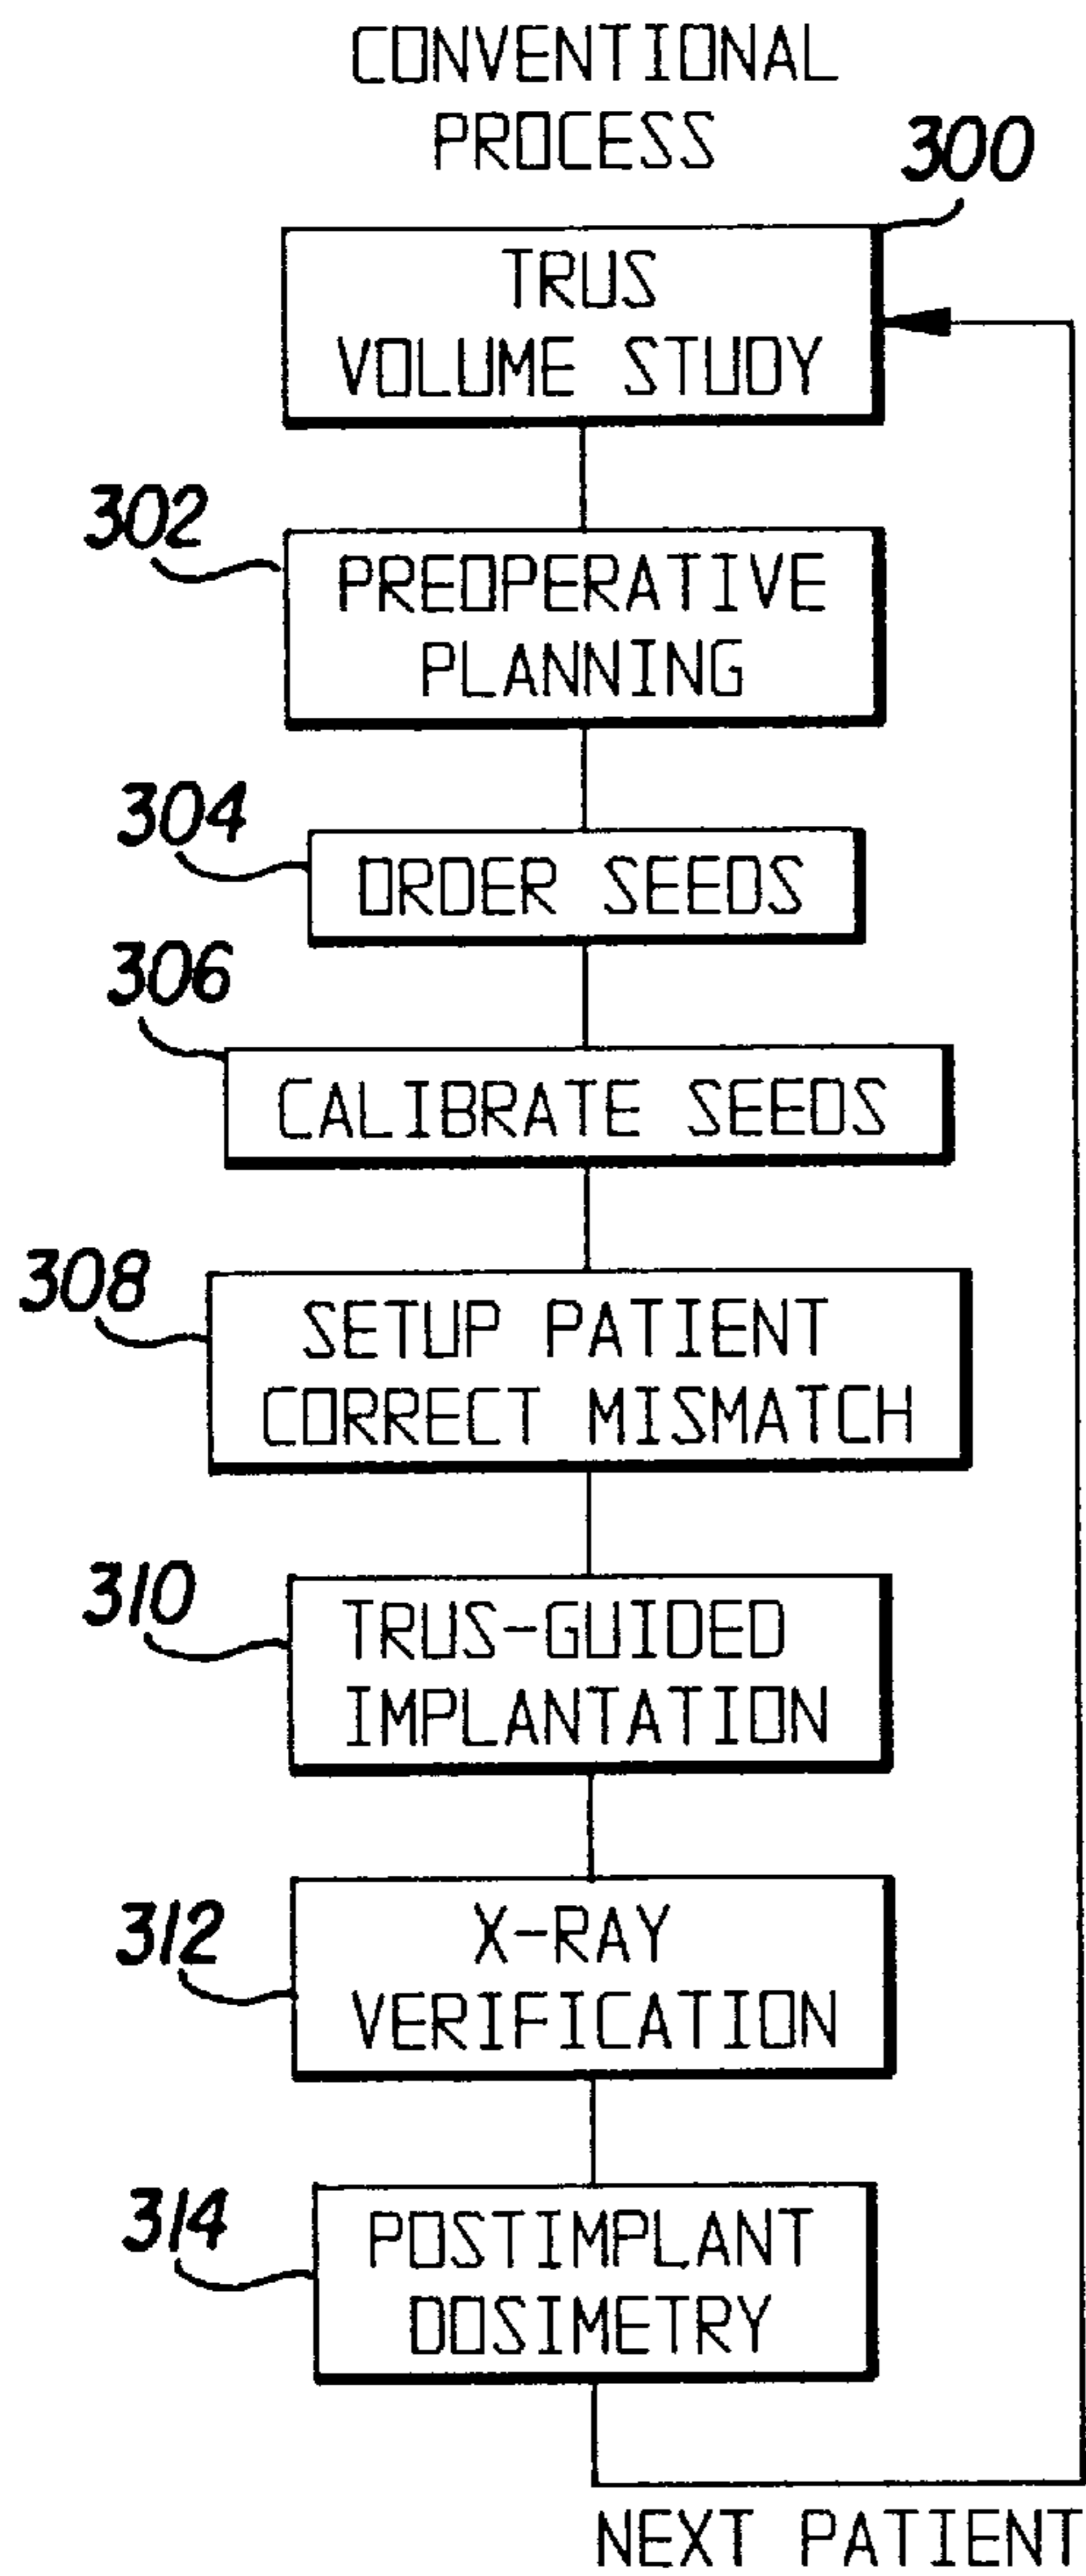 CONVENTIONAL
PROCESS
300
TRUS
VOLUME STUDY
302
PREOPERATIVE
PLANNING
304
ORDER SEEDS
306
CALIBRATE SEEDS
308
SETUP PATIENT
CORRECT MISMATCH
310
TRUS-GUIDED
IMPLANTATION
312
X-RAY
VERIFICATION
314
POSTIMPLANT
DOSIMETRY
NEXT PATIENT